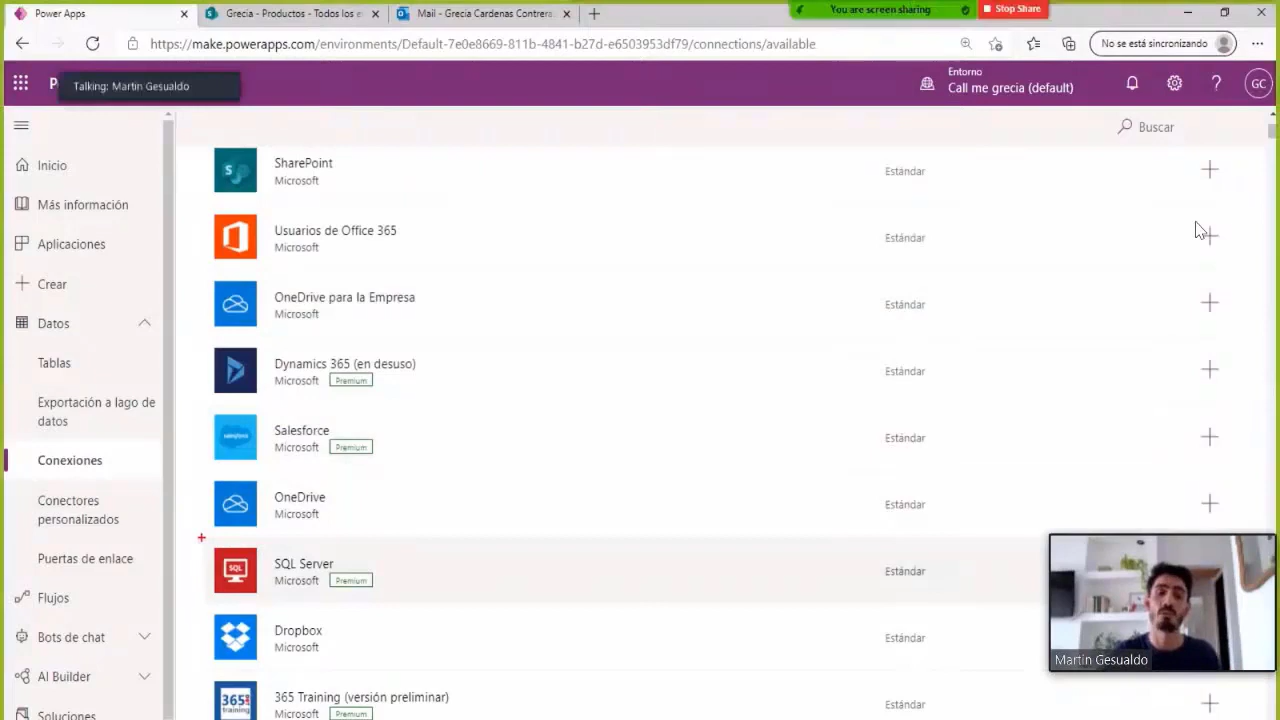 Power Apps
Grecia - Productos - Todos los e
Mail - Grecia Cardenas Contrera
You are screen sharing
Stop Share
https://make.powerapps.com/environments/Default-7e0e8669-811b-4841-b27d-e6503953df79/connections/available
No se está sincronizando
P
Talking: Martin Gesualdo
Entorno
Call me grecia (default)
?
GC
Buscar
Inicio
Más información
Aplicaciones
Crear
Datos
Tablas
Exportación a lago de
datos
Conexiones
Conectores
personalizados
Puertas de enlace
Flujos
Bots de chat
AI Builder
Soluciones
S
SharePoint
Microsoft
Estándar
Usuarios de Office 365
Microsoft
Estándar
OneDrive para la Empresa
Microsoft
Estándar
Dynamics 365 (en desuso)
Microsoft Premium
Estándar
salesforce
Salesforce
Microsoft Premium
Estándar
OneDrive
Microsoft
Estándar
SQL
SQL Server
Microsoft Premium
Estándar
Dropbox
Microsoft
Estándar
365
training
365 Training (versión preliminar)
Microsoft Premium
Estándar
Martin Gesualdo